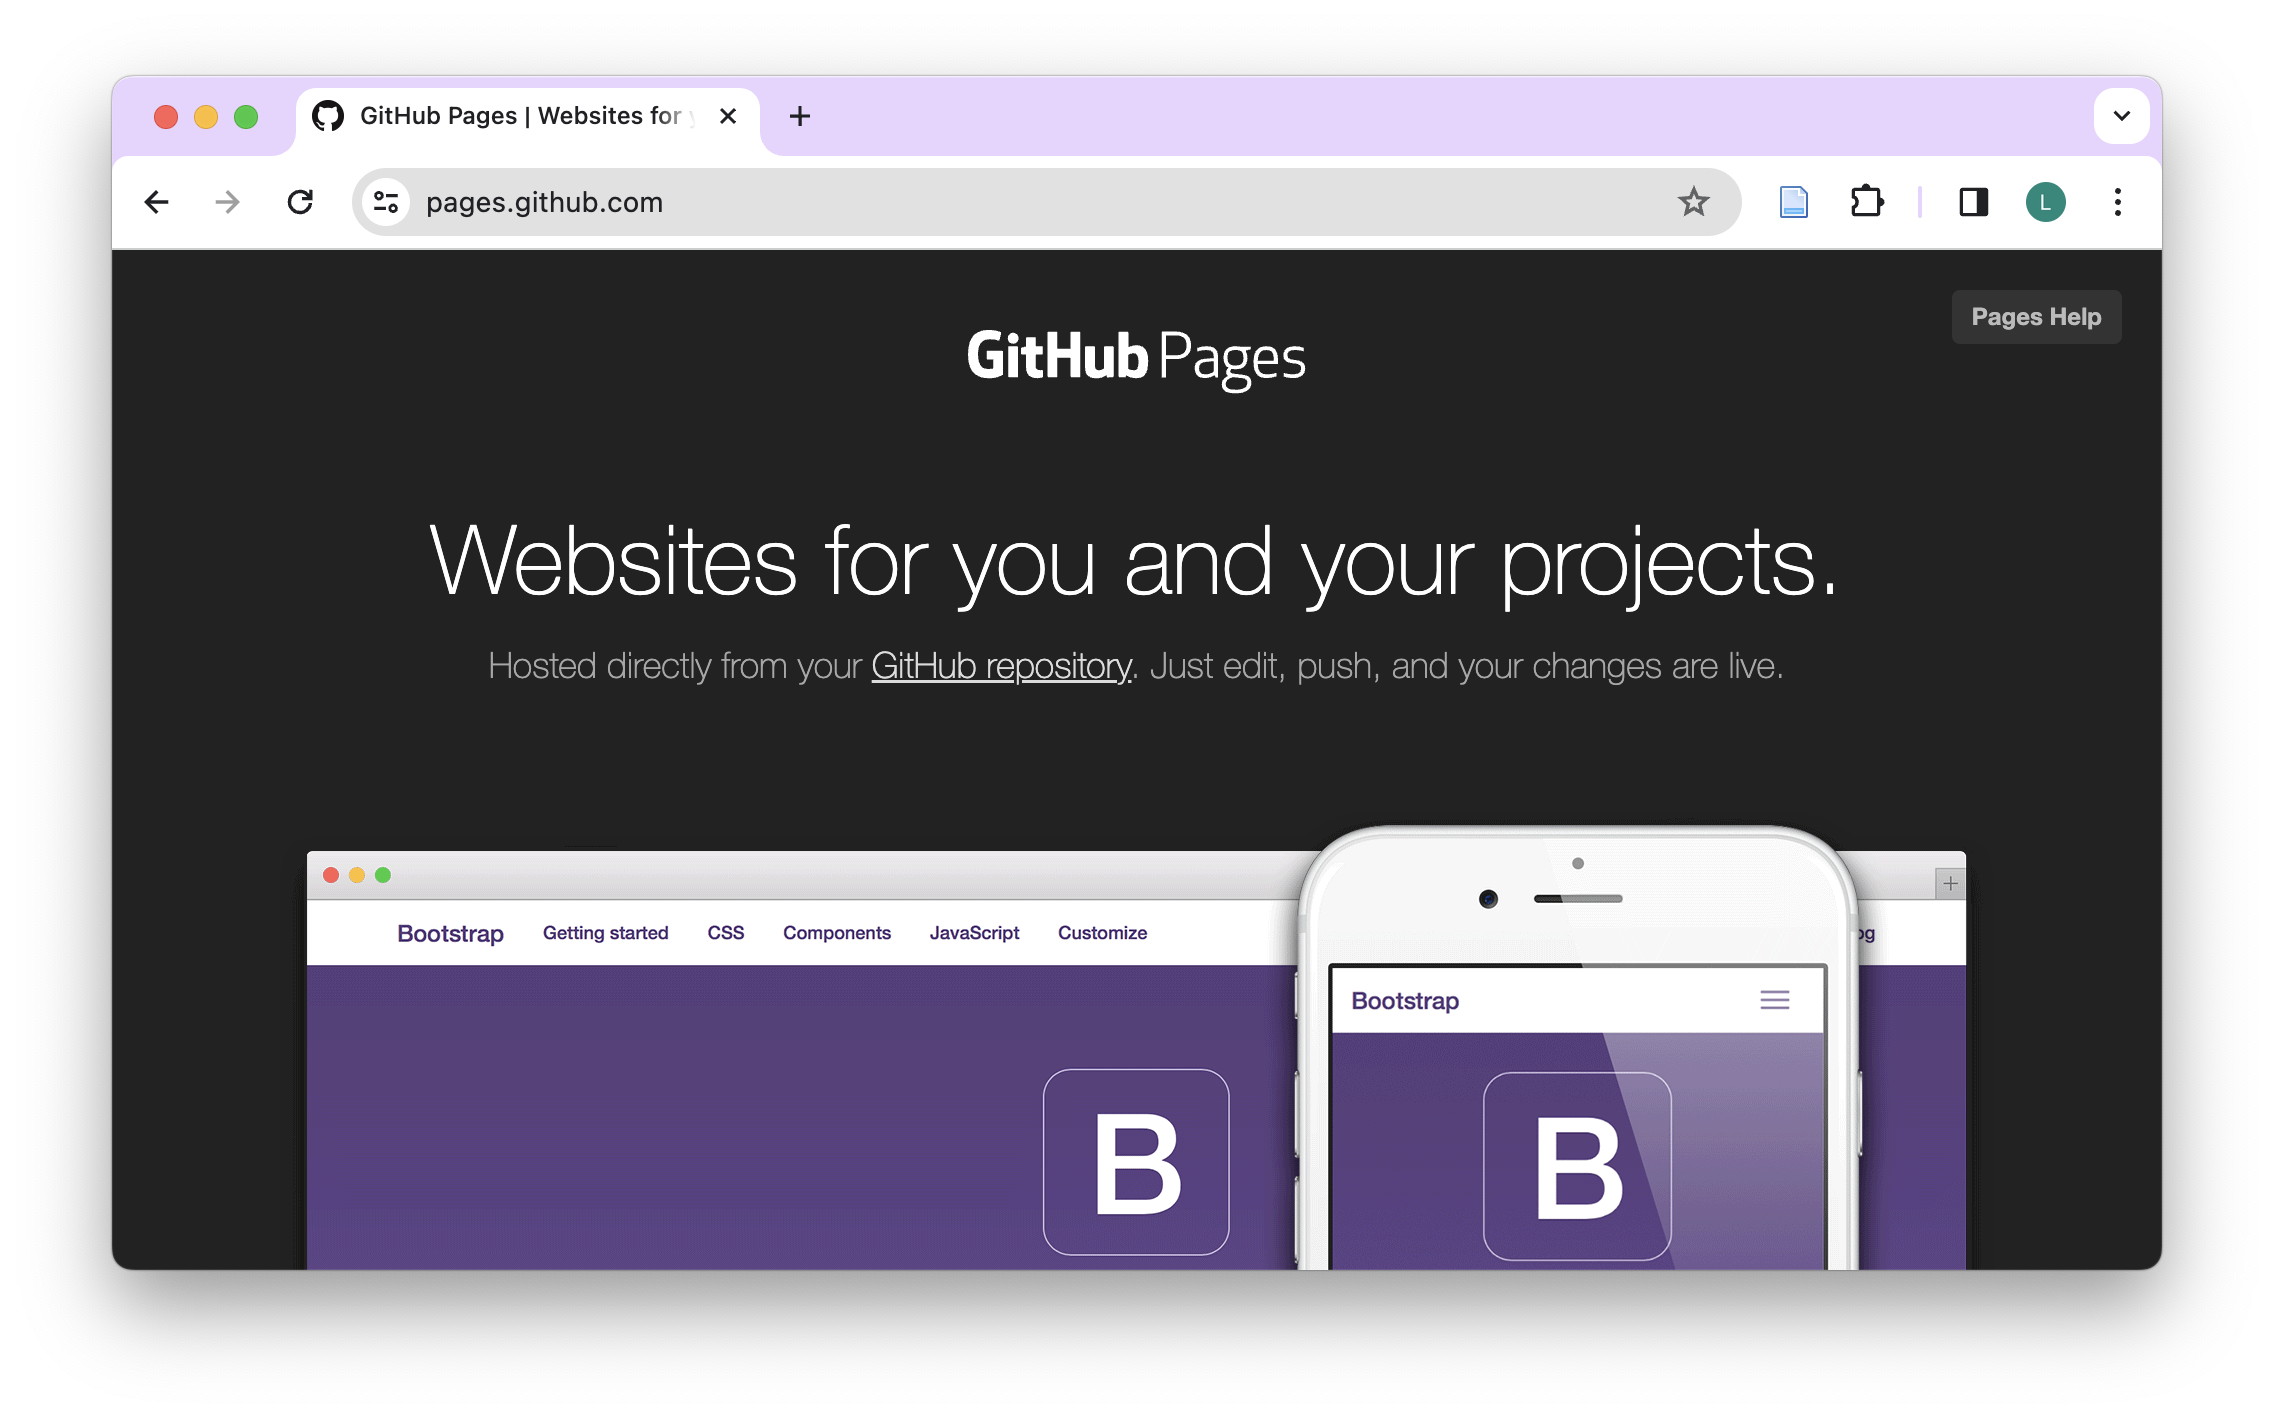 GitHub Pages | Websites for
pages.github.com
L
Pages Help
GitHub Pages
Websites for you and your projects.
Hosted directly from your GitHub repository. Just edit, push, and your changes are live.
Bootstrap Getting started CSS Components JavaScript Customize
Bootstrap
B
B